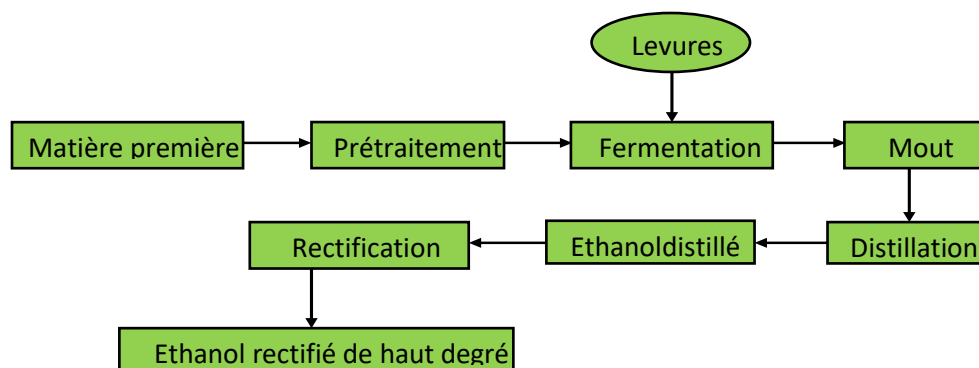 Levures
Matière première
Prétraitement
Fermentation
Mout
Distillation
Ethanoldistillé
Rectification
Ethanol rectifié de haut degré